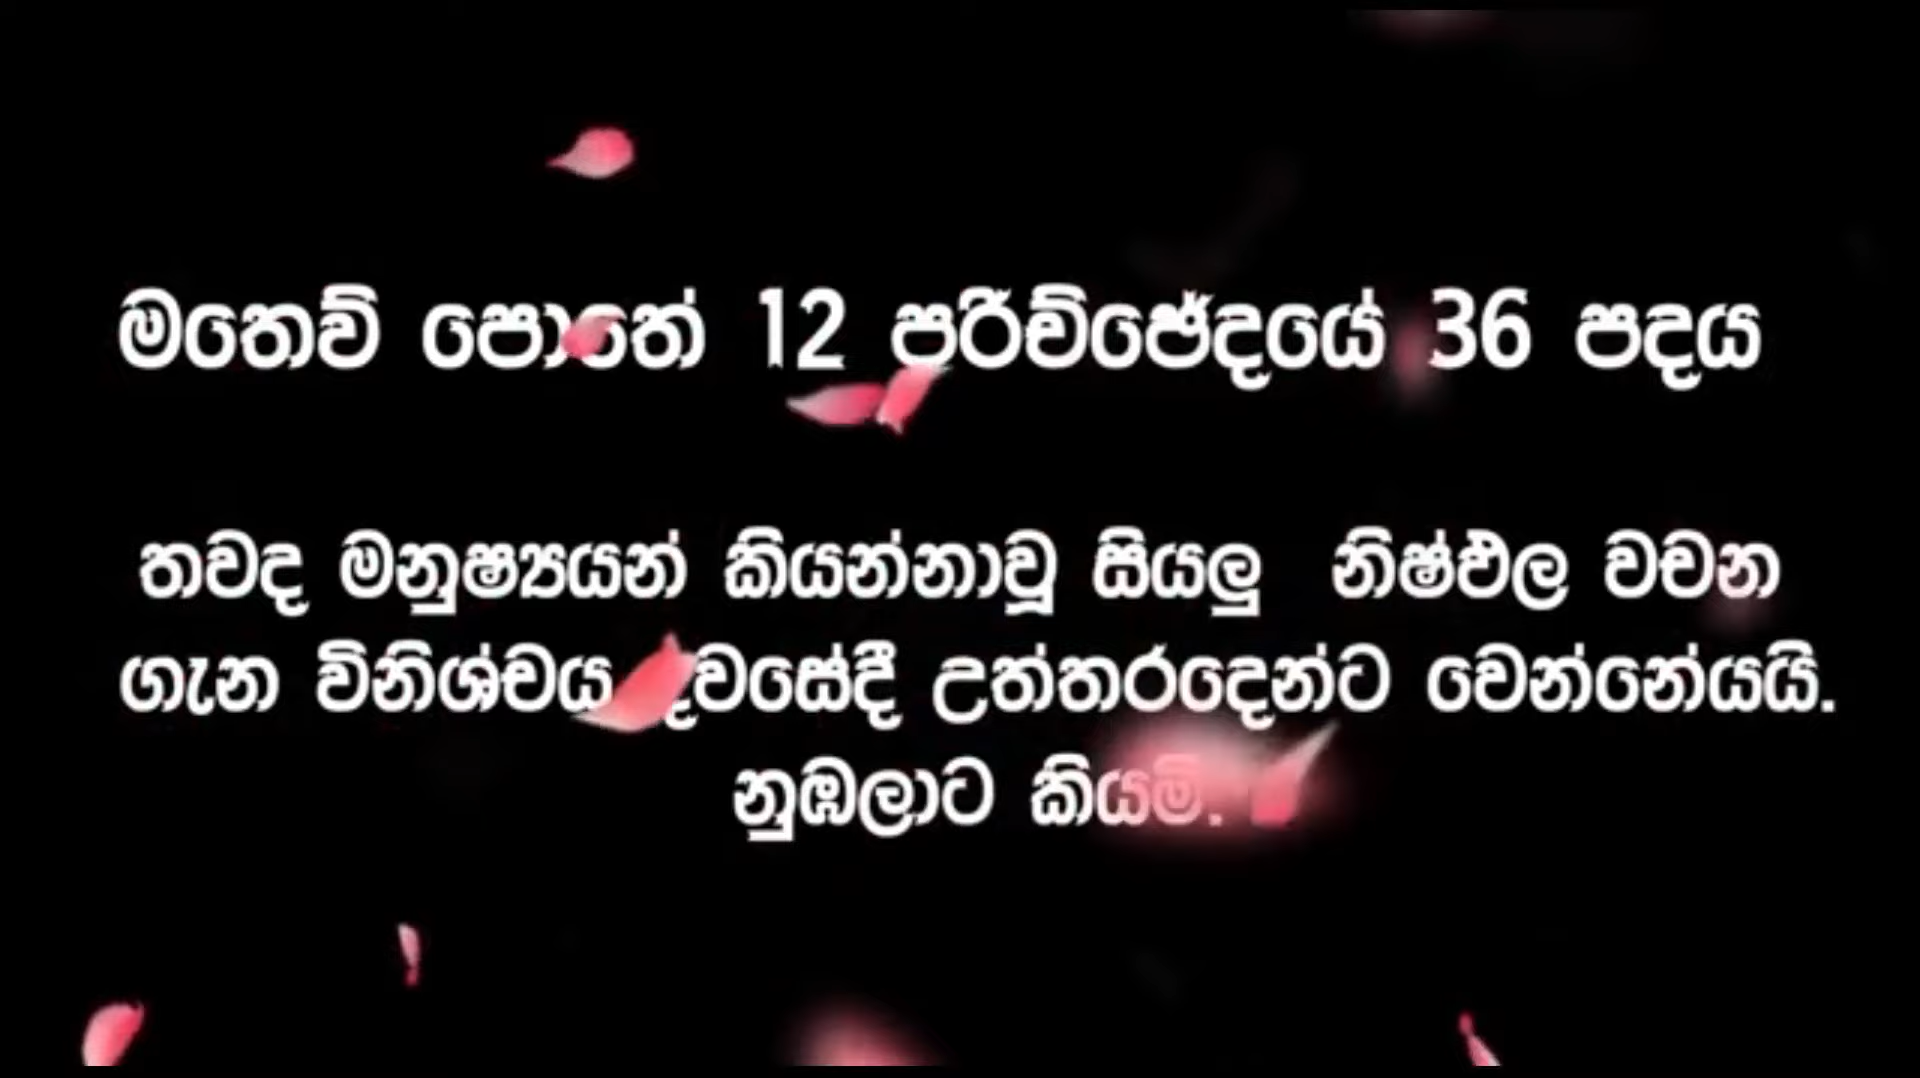 මතෙව් පොතේ 12 පරිච්ඡේදයේ 36 පදය
තවද මනුෂ්‍යයන් කියන්නාවූ සියලු නිෂ්ඵල වචන
ගැන විනිශ්චය දවසේදී උත්තරදෙන්ට වෙන්නේයයි.
නුඹලාට කියමි.